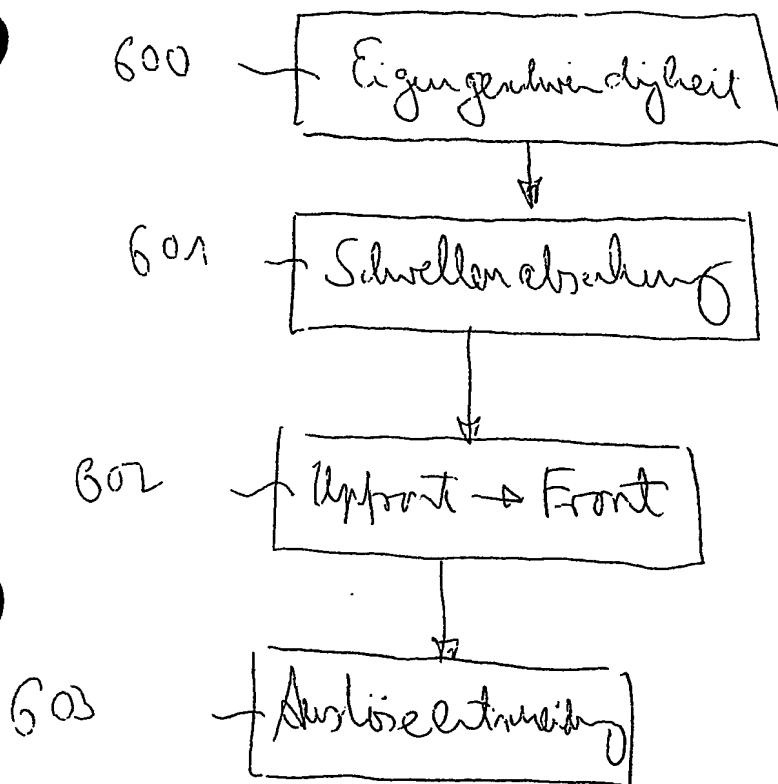 600 Eigengeschwindigkeit
601 Schwellenabsenkung
602 Upfront → Front
603 Auslöseentscheidung